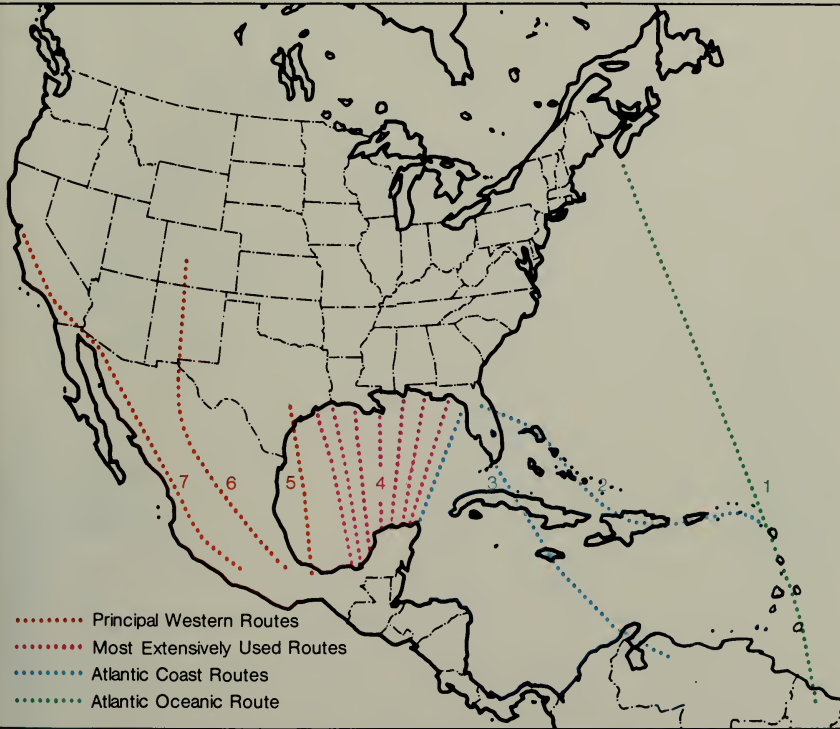 1
2
3
4
5
6
7
Principal Western Routes
Most Extensively Used Routes
Atlantic Coast Routes
Atlantic Oceanic Route